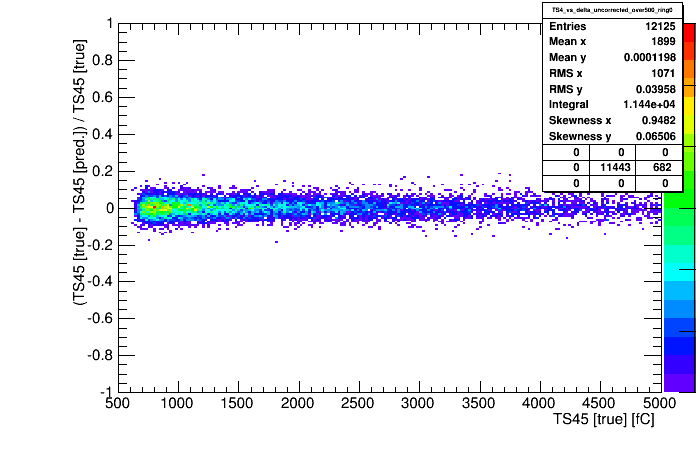 TS4_vs_delta_uncorrected_over500_ring0
Entries 12125
Mean x 1899
Mean y 0.0001198
RMS x 1071
RMS y 0.03958
Integral 1.144e+04
Skewness x 0.9482
Skewness y 0.06506
0 0 0
0 11443 682
0 0 0
(TS45 [true] - TS45 [pred.]) / TS45 [true]
1
0.8
0.6
0.4
0.2
0
-0.2
-0.4
-0.6
-0.8
-1
500 1000 1500 2000 2500 3000 3500 4000 4500 5000
TS45 [true] [fC]